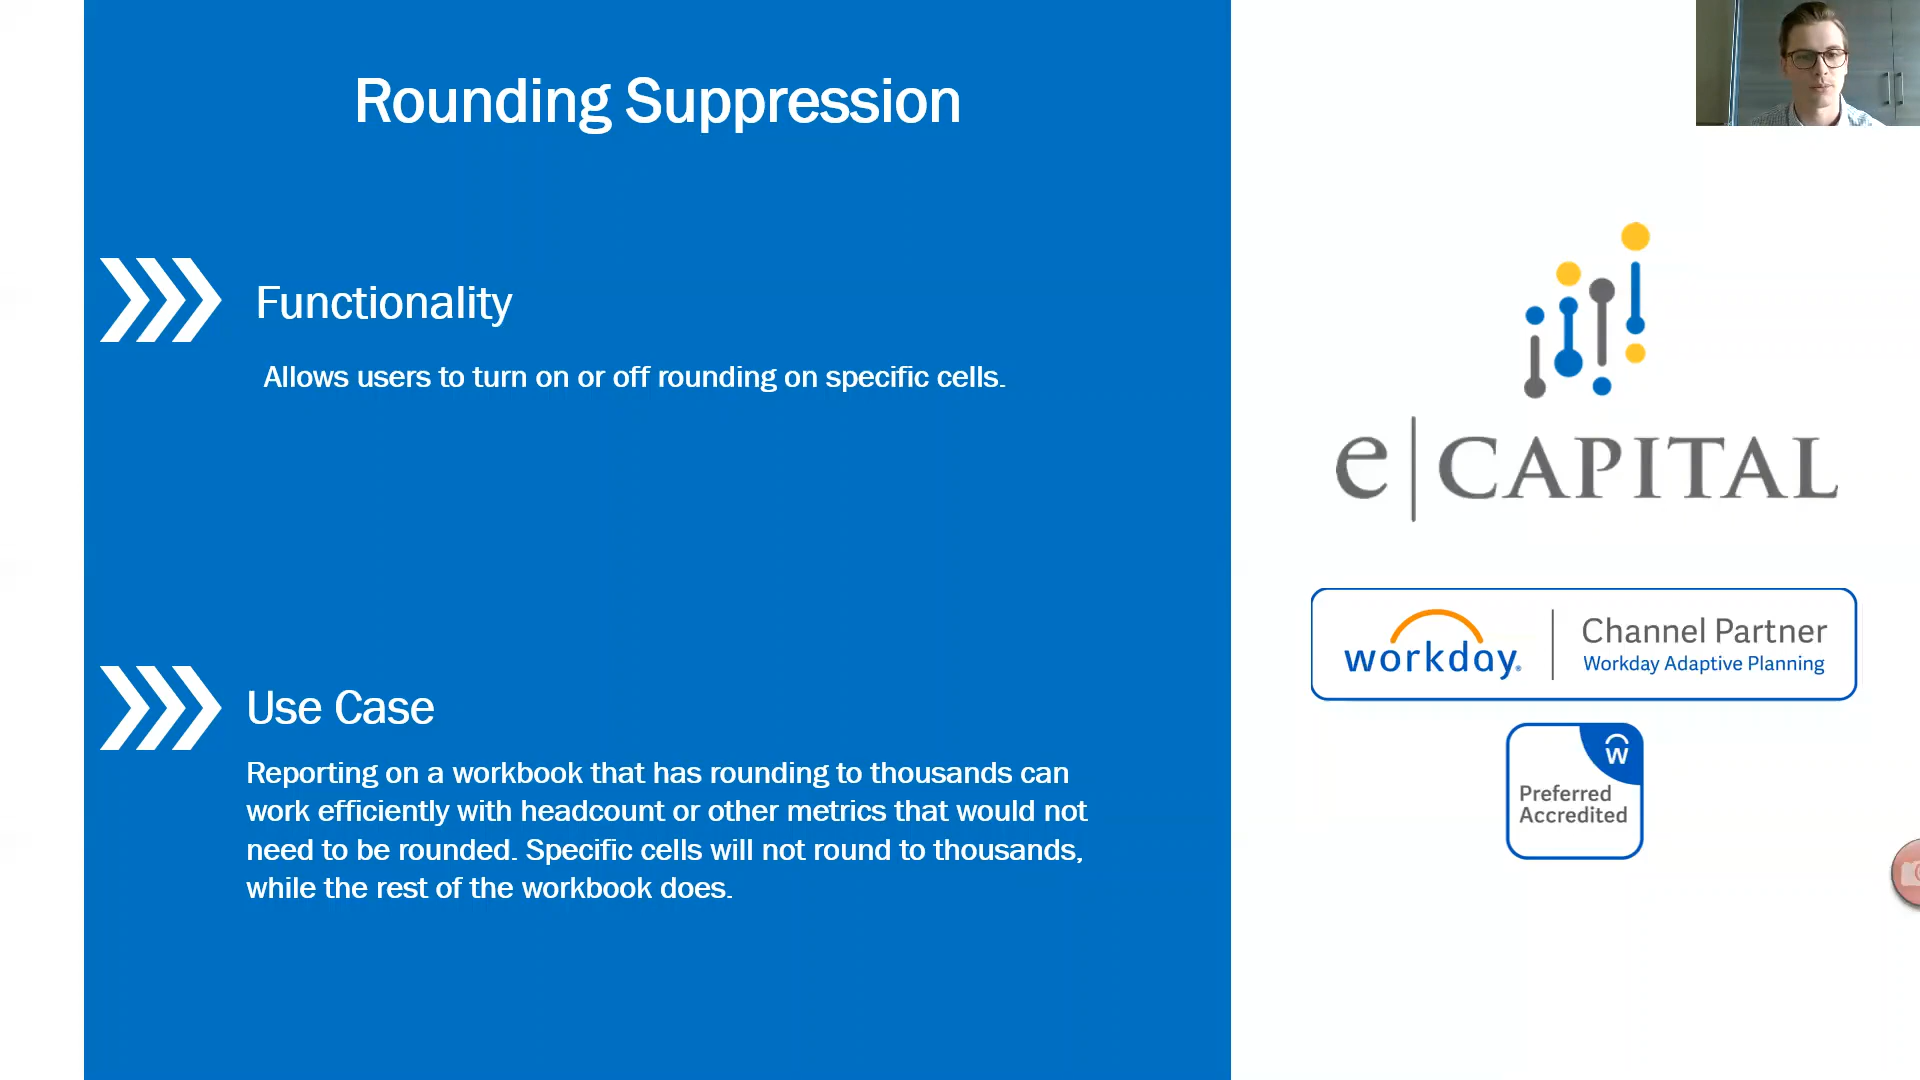 Rounding Suppression
Functionality
Allows users to turn on or off rounding on specific cells.
Use Case
Reporting on a workbook that has rounding to thousands can
work efficiently with headcount or other metrics that would not
need to be rounded. Specific cells will not round to thousands,
while the rest of the workbook does.
e|CAPITAL
workday®
Channel Partner
Workday Adaptive Planning
W
Preferred
Accredited